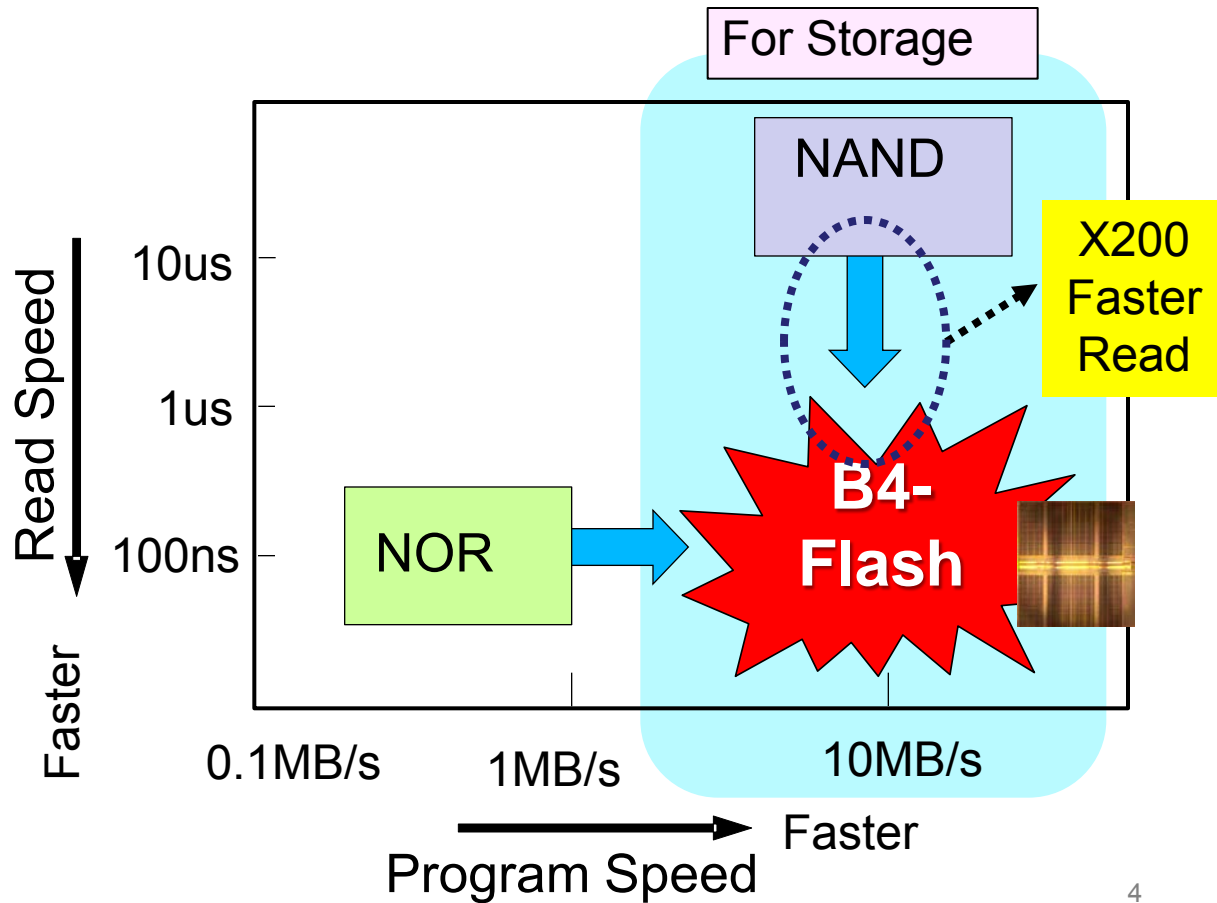 For Storage
NAND
10us
X200
Faster
Read
1us
B4-
Flash
100ns
NOR
Read Speed
Faster
0.1MB/s
1MB/s
10MB/s
Faster
Program Speed
4